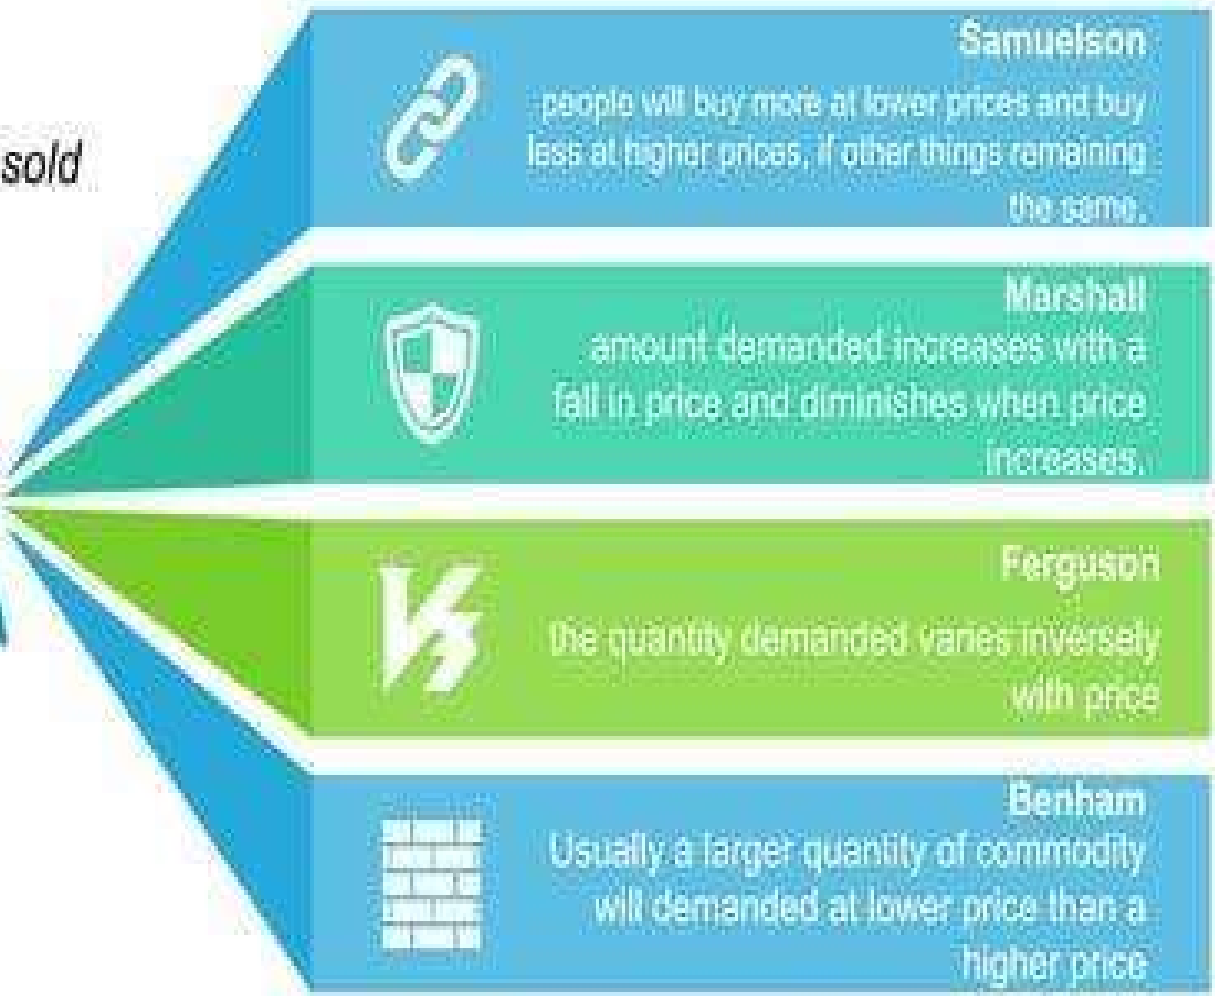 sold
Samuelson
people will buy more at lower prices and buy
less at higher prices, if other things remaining
the same.
Marshall
amount demanded increases with a
fall in price and diminishes when price
increases.
Ferguson
the quantity demanded varies inversely
with price
Benham
Usually a larger quantity of commodity
will demanded at lower price than a
higher price